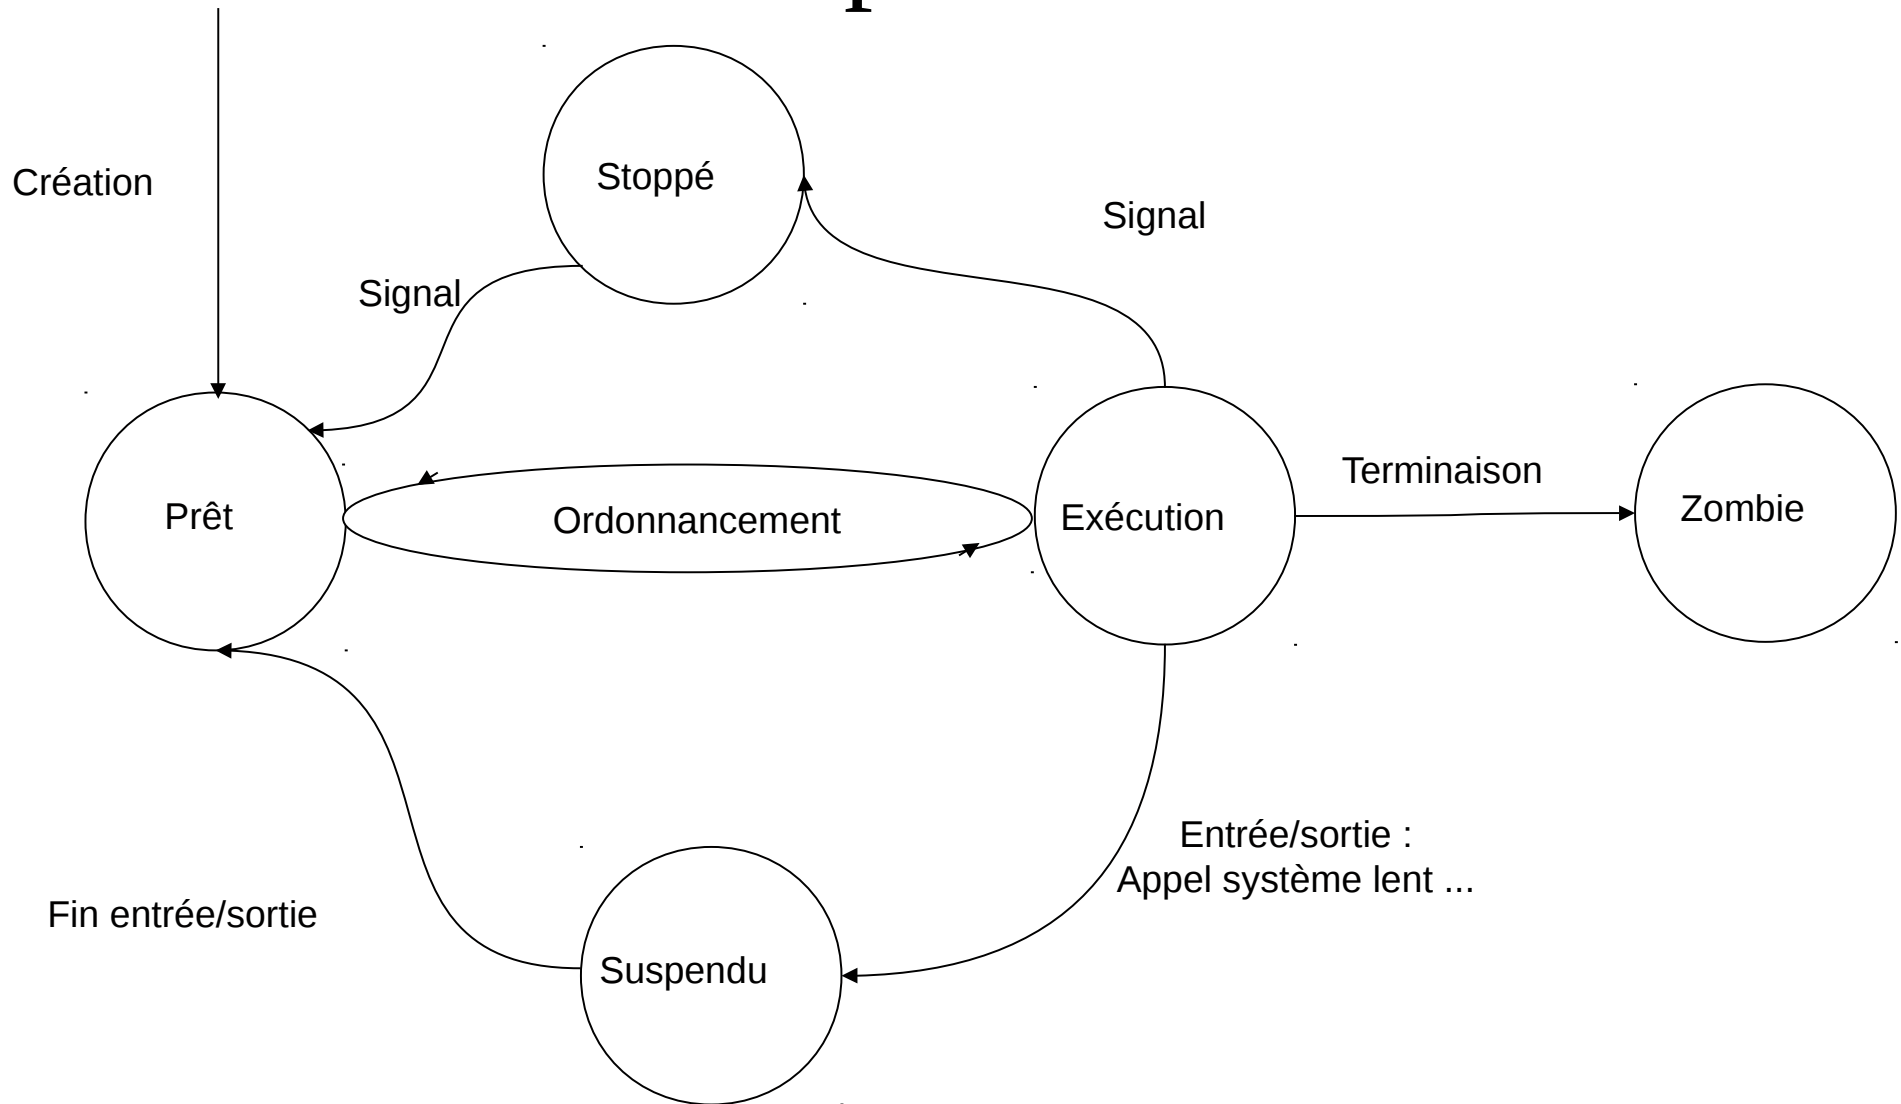 Création
Stoppé
Signal
Signal
Prêt
Ordonnancement
Exécution
Terminaison
Zombie
Entrée/sortie :
Appel système lent ...
Fin entrée/sortie
Suspendu